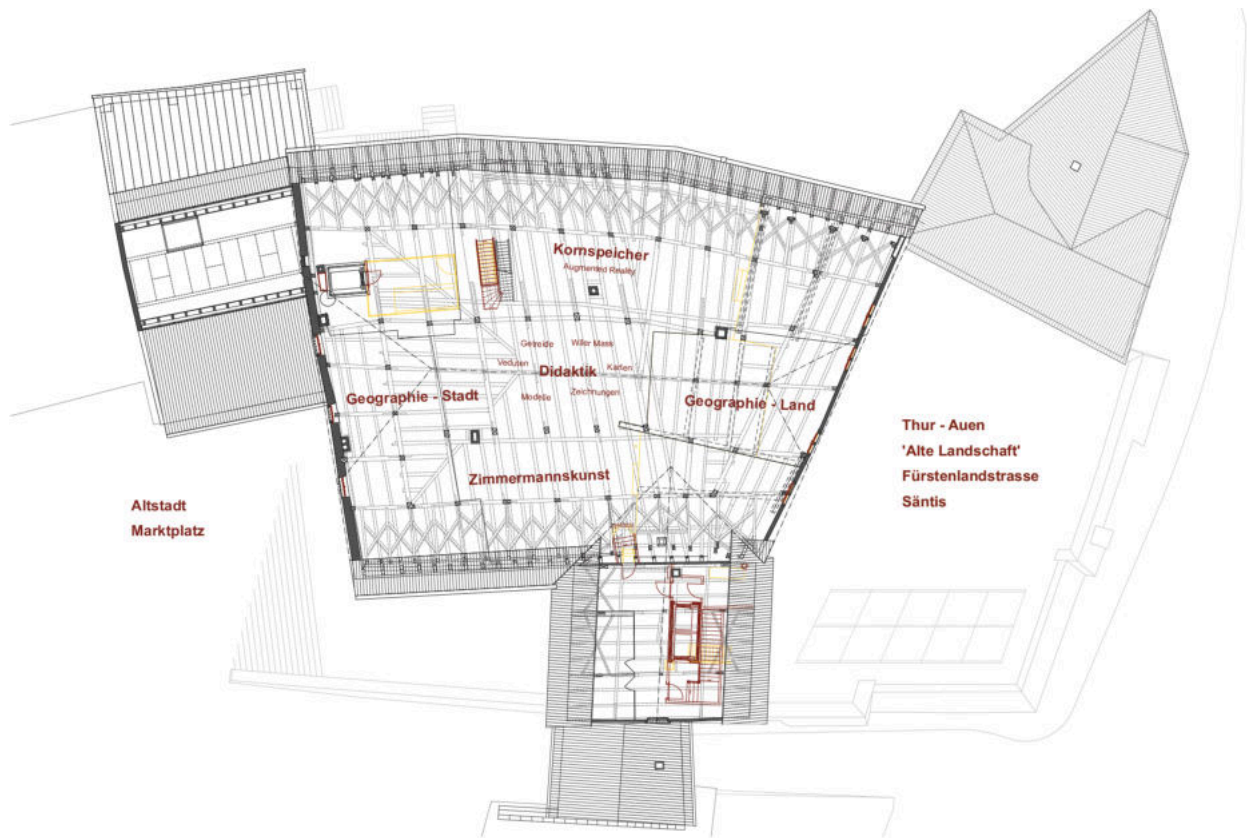 Kornspeicher
Augmented Reality
Getreide
Wiler Mass
Veduten
Didaktik
Karten
Geographie - Stadt
Modelle
Zeichnungen
Geographie - Land
Zimmermannskunst
Altstadt
Marktplatz
Thur - Auen
'Alte Landschaft'
Fürstenlandstrasse
Säntis